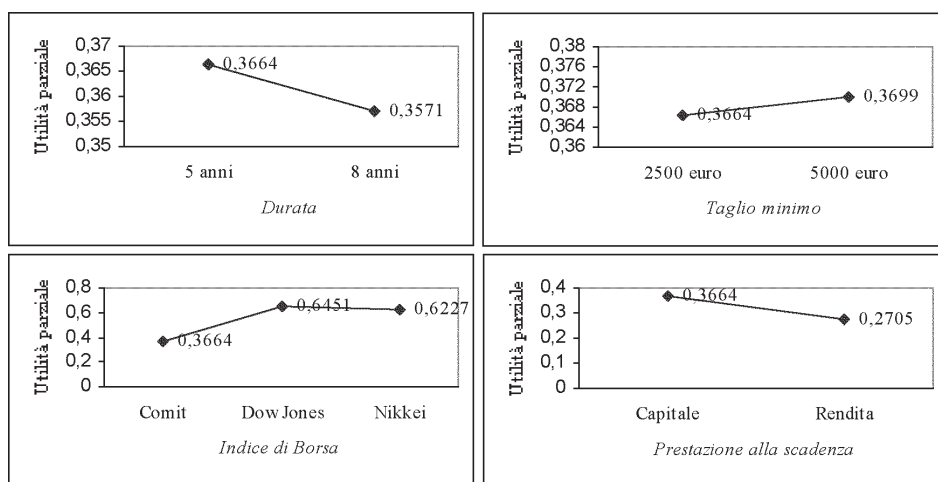 Utilità parziale
0,37
0,365
0,36
0,355
0,35
0,3664
0,3571
5 anni 8 anni
Durata
Utilità parziale
0,38
0,376
0,372
0,368
0,364
0,36
0,3664
0,3699
2500 euro 5000 euro
Taglio minimo
Utilità parziale
0,8
0,6
0,4
0,2
0
0,3664
0,6451
0,6227
Comit DowJones Nikkei
Indice di Borsa
Utilità parziale
0,4
0,3
0,2
0,1
0
0,3664
0,2705
Capitale Rendita
Prestazione alla scadenza